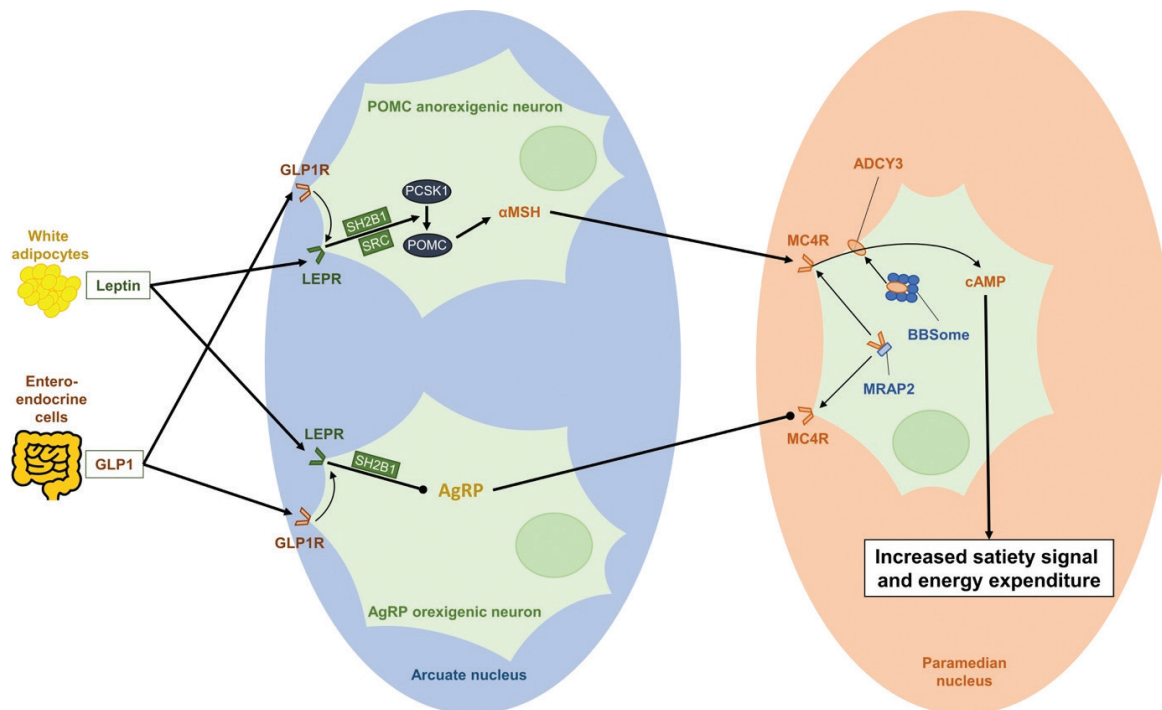 POMC anorexigenic neuron
GLP1R
PCSK1
SH2B1
SRC
POMC
αMSH
LEPR
White
adipocytes
Leptin
Entero-
endocrine
cells
GLP1
LEPR
SH2B1
AgRP
GLP1R
AgRP orexigenic neuron
Arcuate nucleus
ADCY3
MC4R
cAMP
BBSome
MRAP2
MC4R
Increased satiety signal
and energy expenditure
Paramedian
nucleus